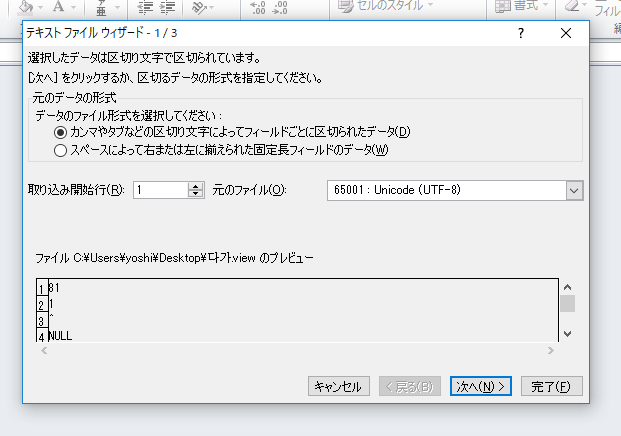 セルのスタイル
書式
フィル
A
ア
亜
テキスト ファイル ウィザード - 1 / 3
? ×
選択したデータは区切り文字で区切られています。
[次へ] をクリックするか、区切るデータの形式を指定してください。
元のデータの形式
データのファイル形式を選択してください:
カンマやタブなどの区切り文字によってフィールドごとに区切られたデータ(D)
スペースによって右または左に揃えられた固定長フィールドのデータ(W)
取り込み開始行(R): 1 元のファイル(O): 65001 : Unicode (UTF-8)
ファイル C:¥Users¥yoshi¥Desktop¥다가.view のプレビュー
1 81
2 1
3 ^
4 NULL
キャンセル < 戻る(B) 次へ(N) > 完了(F)